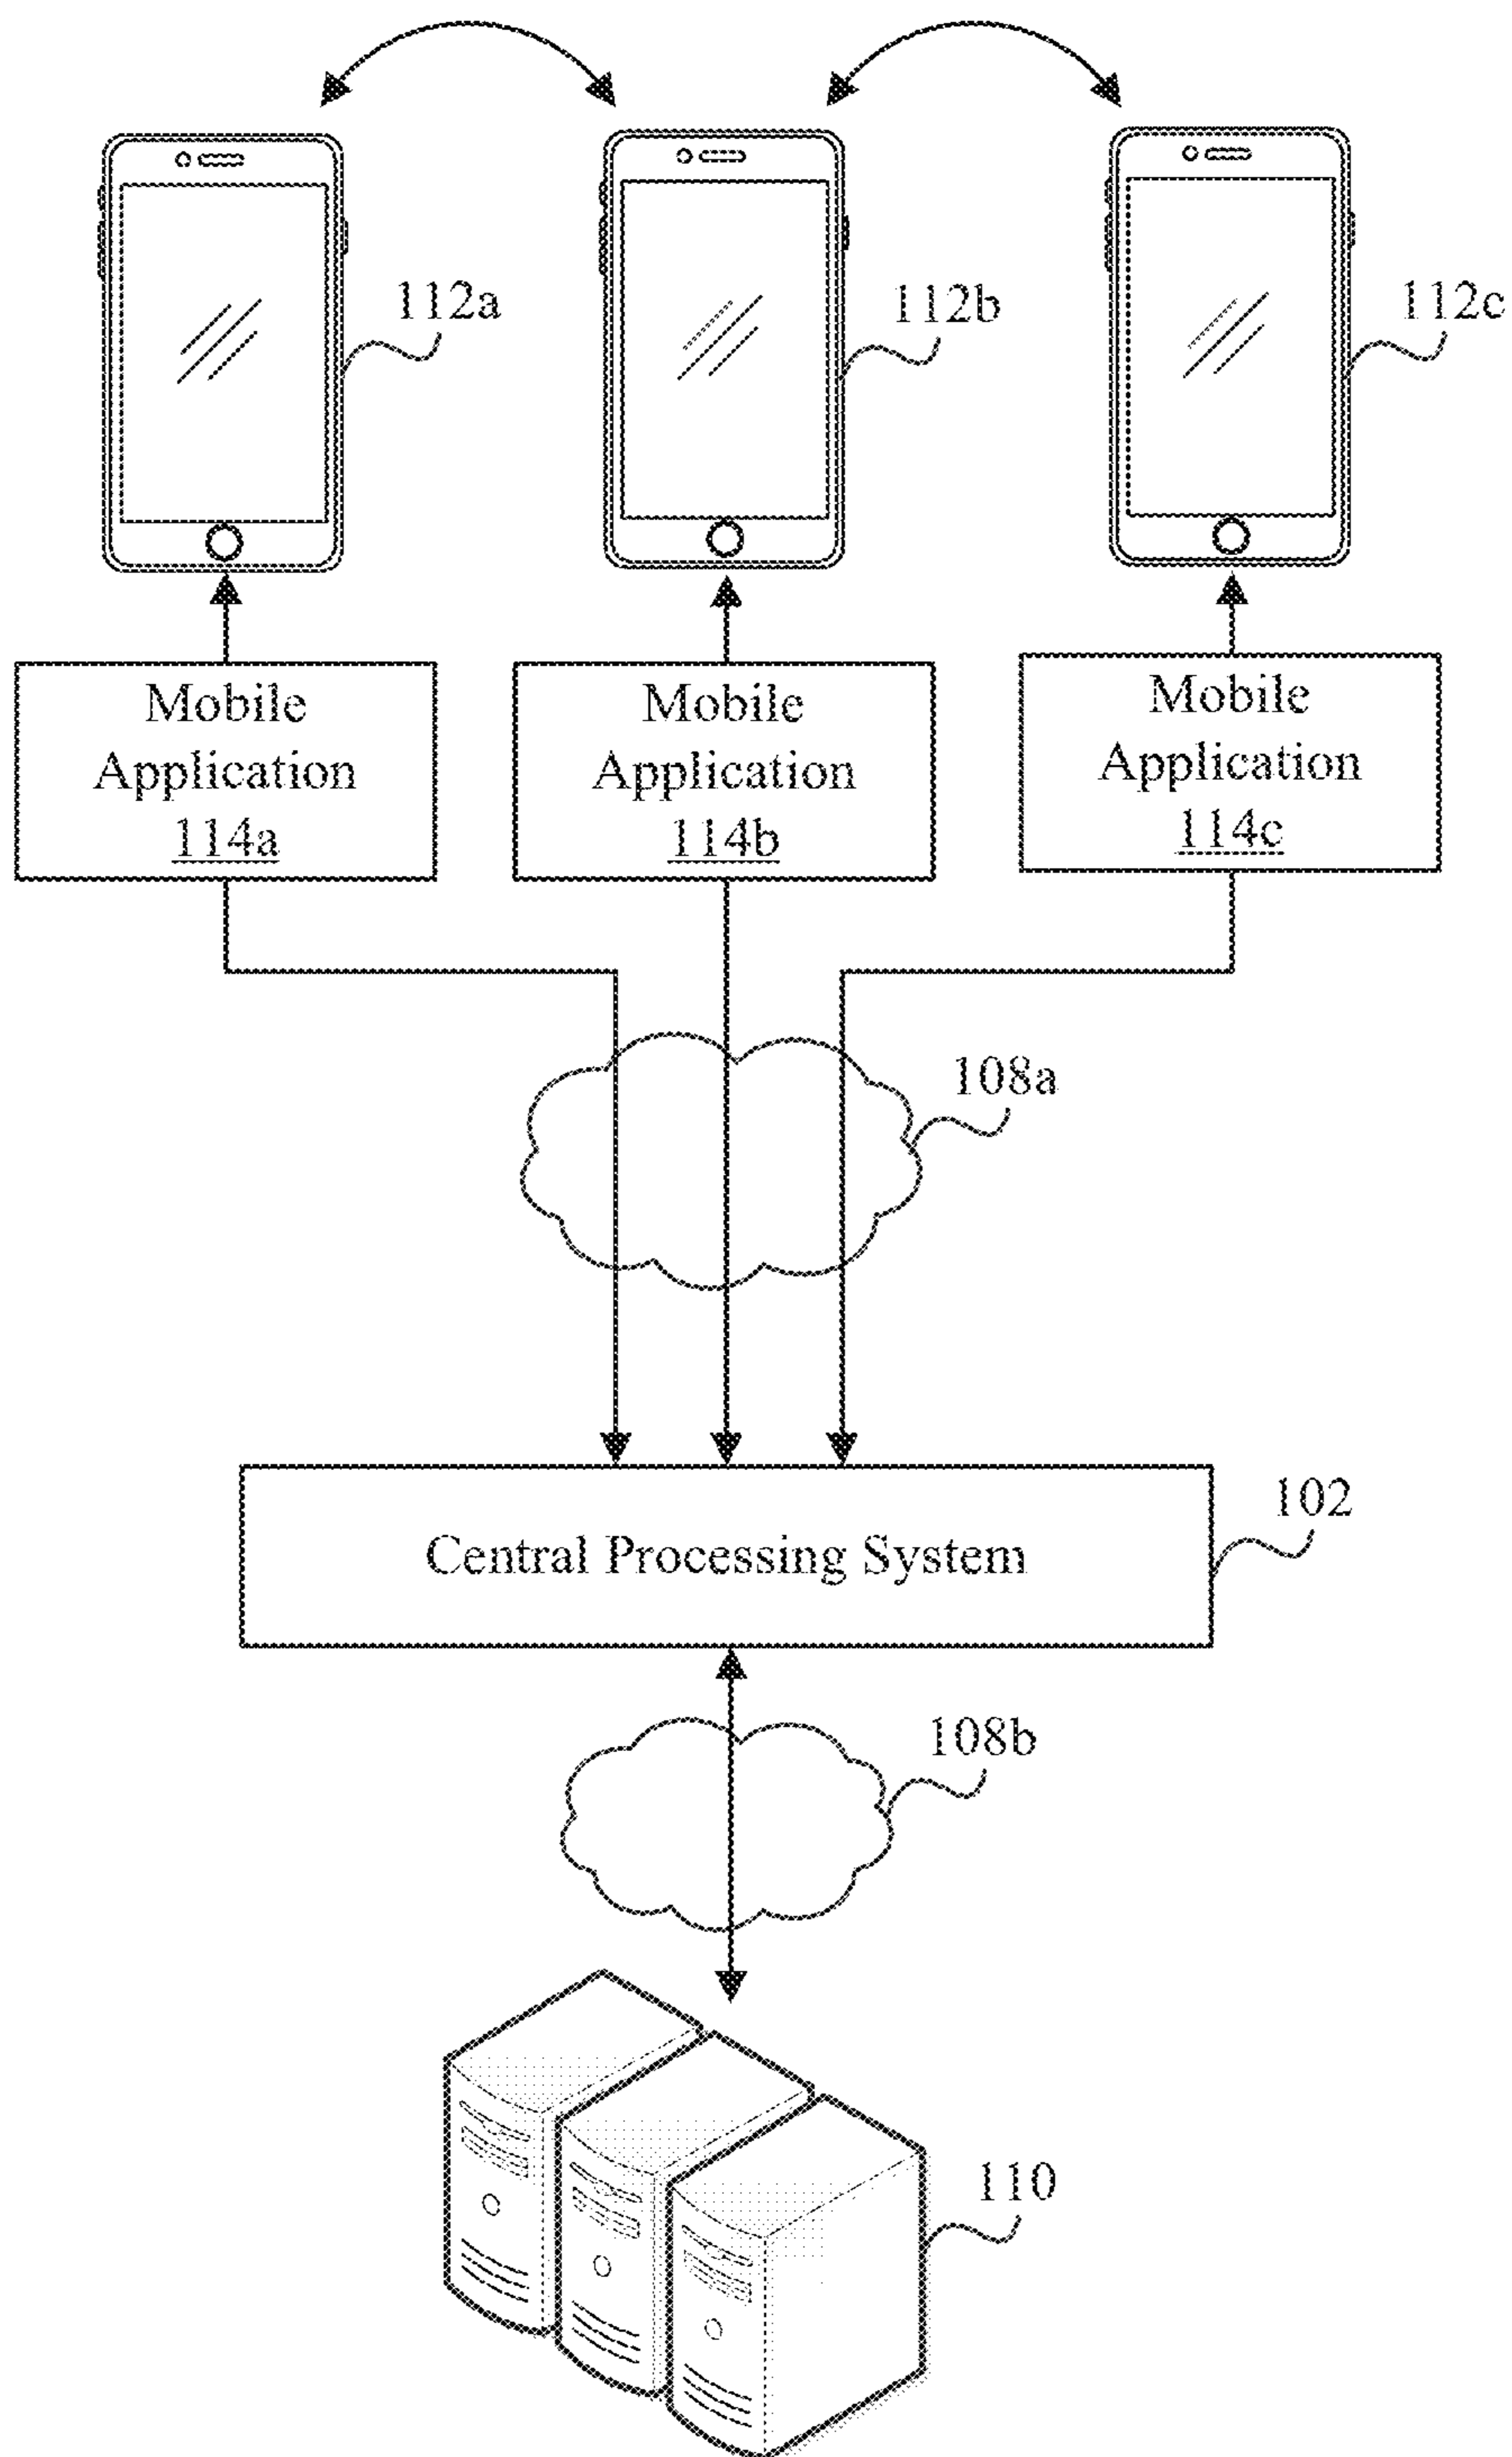 112a
112b
112c
Mobile
Application
114a
Mobile
Application
114b
Mobile
Application
114c
108a
Central Processing System
102
108b
110